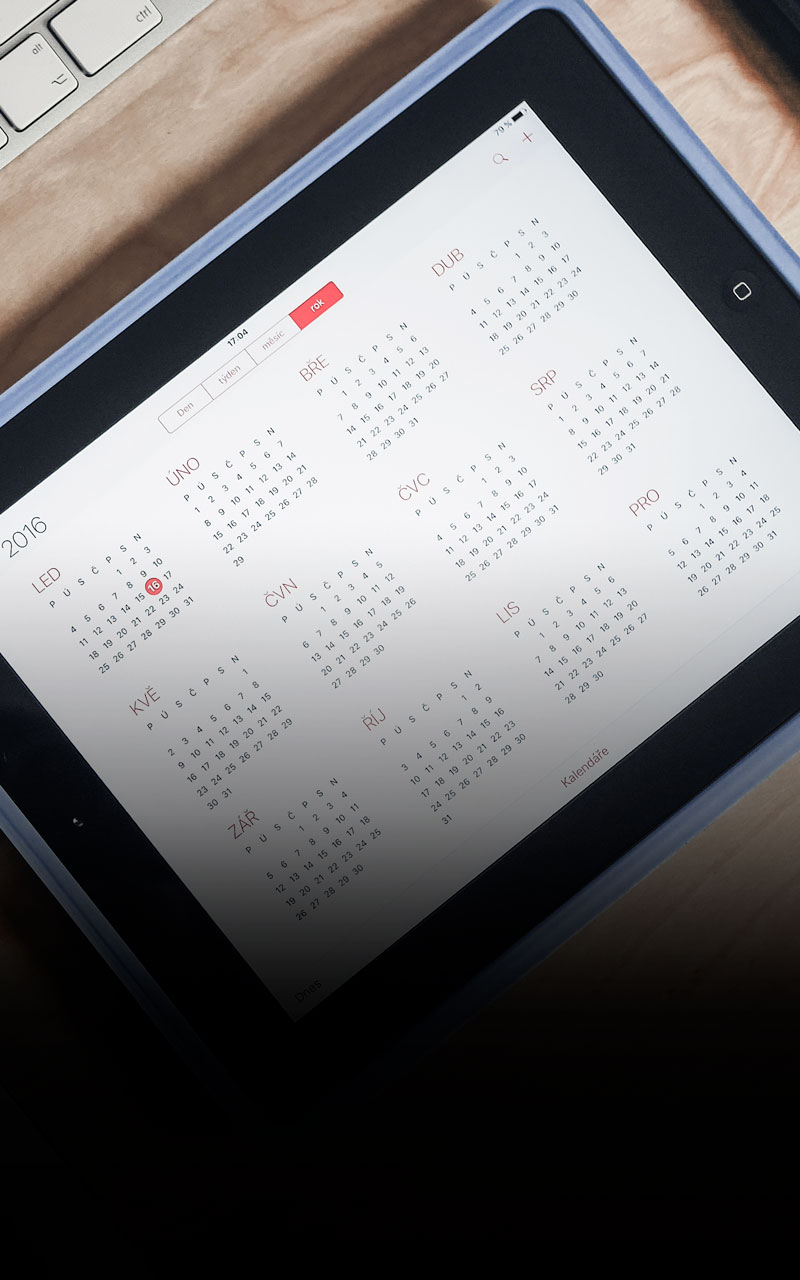 alt
ctrl
79 %
17:04
Den týden měsíc rok
2016
LED
P Ú S Č P S N
1 2 3
4 5 6 7 8 9 10
11 12 13 14 15 16 17
18 19 20 21 22 23 24
25 26 27 28 29 30 31
ÚNO
P Ú S Č P S N
1 2 3 4 5 6 7
8 9 10 11 12 13 14
15 16 17 18 19 20 21
22 23 24 25 26 27 28
29
BŘE
P Ú S Č P S N
1 2 3 4 5 6
7 8 9 10 11 12 13
14 15 16 17 18 19 20
21 22 23 24 25 26 27
28 29 30 31
DUB
P Ú S Č P S N
1 2 3
4 5 6 7 8 9 10
11 12 13 14 15 16 17
18 19 20 21 22 23 24
25 26 27 28 29 30
KVĚ
P Ú S Č P S N
1
2 3 4 5 6 7 8
9 10 11 12 13 14 15
16 17 18 19 20 21 22
23 24 25 26 27 28 29
30 31
ČVN
P Ú S Č P S N
1 2 3 4 5
6 7 8 9 10 11 12
13 14 15 16 17 18 19
20 21 22 23 24 25 26
27 28 29 30
ČVC
P Ú S Č P S N
1 2 3
4 5 6 7 8 9 10
11 12 13 14 15 16 17
18 19 20 21 22 23 24
25 26 27 28 29 30 31
SRP
P Ú S Č P S N
1 2 3 4 5 6 7
8 9 10 11 12 13 14
15 16 17 18 19 20 21
22 23 24 25 26 27 28
29 30 31
ZÁŘ
P Ú S Č P S N
1 2 3 4
5 6 7 8 9 10 11
12 13 14 15 16 17 18
19 20 21 22 23 24 25
26 27 28 29 30
ŘÍJ
P Ú S Č P S N
1 2
3 4 5 6 7 8 9
10 11 12 13 14 15 16
17 18 19 20 21 22 23
24 25 26 27 28 29 30
31
LIS
P Ú S Č P S N
1 2 3 4 5 6
7 8 9 10 11 12 13
14 15 16 17 18 19 20
21 22 23 24 25 26 27
28 29 30
PRO
P Ú S Č P S N
1 2 3 4
5 6 7 8 9 10 11
12 13 14 15 16 17 18
19 20 21 22 23 24 25
26 27 28 29 30 31
Dnes
Kalendáře